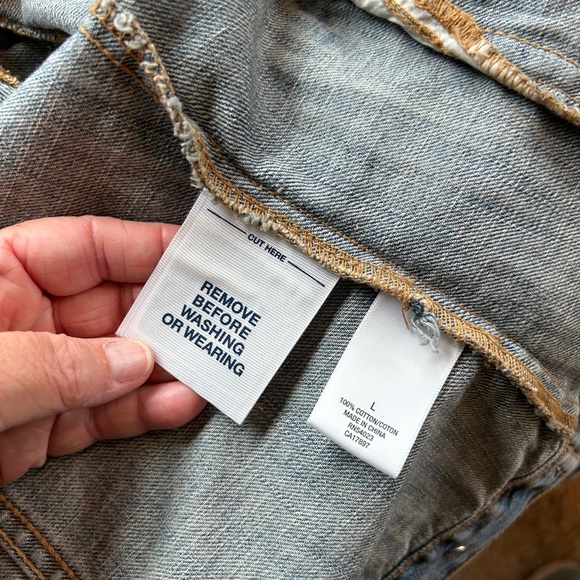 CUT HERE
REMOVE
BEFORE
WASHING
OR WEARING
L
100% COTTON/COTON
MADE IN CHINA
RN54023
CA17897